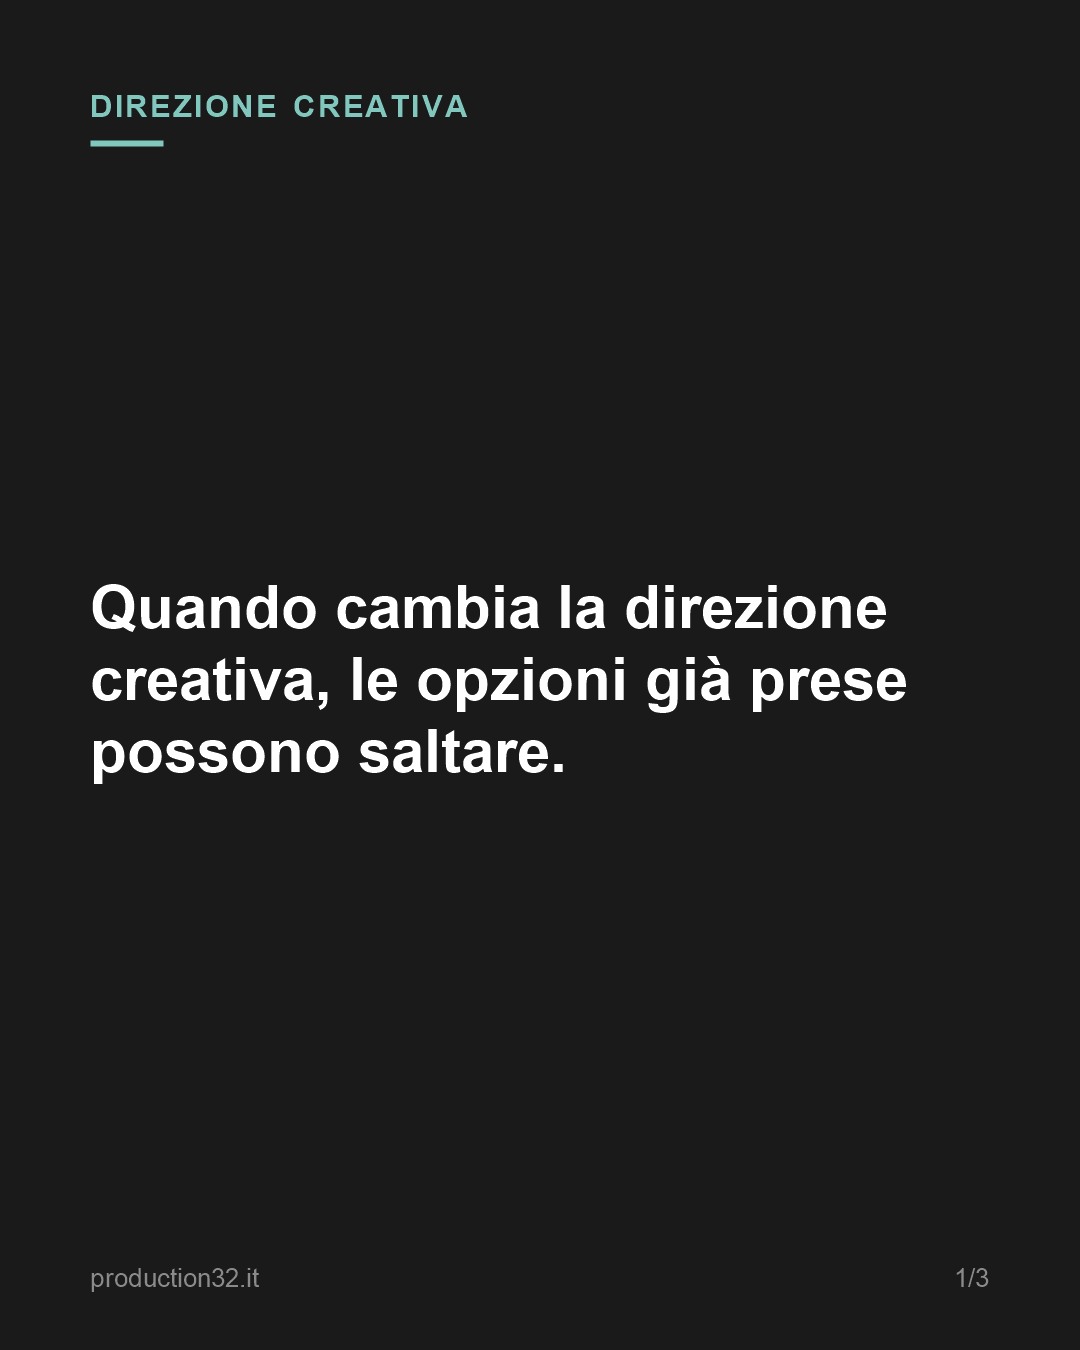 DIREZIONE CREATIVA
Quando cambia la direzione
creativa, le opzioni già prese
possono saltare.
production32.it
1/3